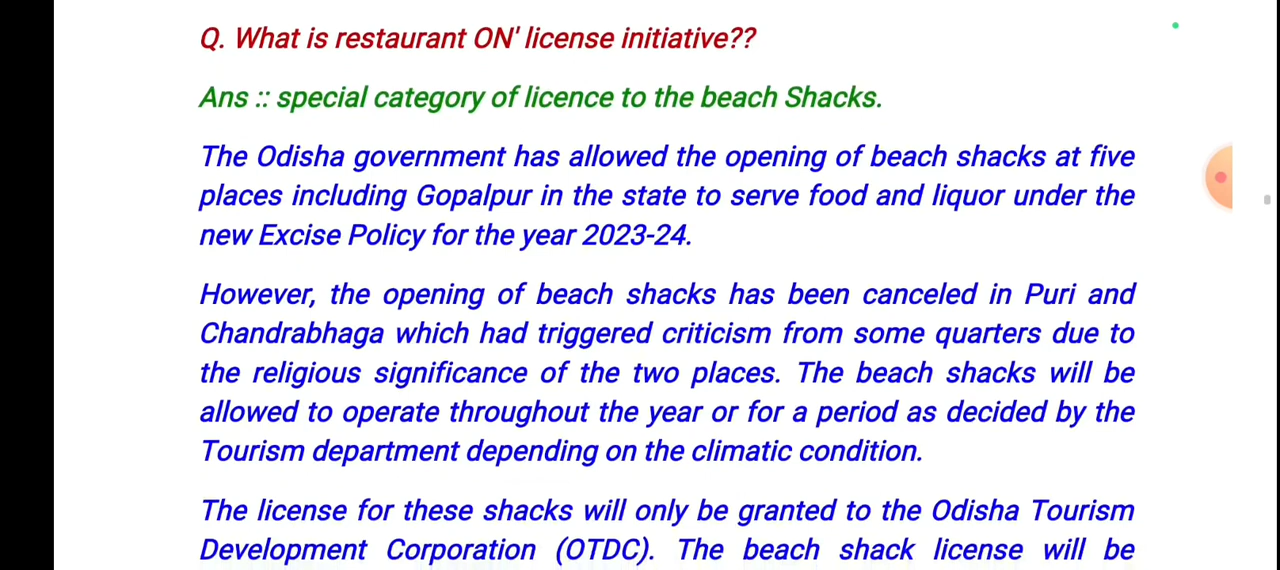 Q. What is restaurant ON' license initiative??
Ans :: special category of licence to the beach Shacks.
The Odisha government has allowed the opening of beach shacks at five
places including Gopalpur in the state to serve food and liquor under the
new Excise Policy for the year 2023-24.
However, the opening of beach shacks has been canceled in Puri and
Chandrabhaga which had triggered criticism from some quarters due to
the religious significance of the two places. The beach shacks will be
allowed to operate throughout the year or for a period as decided by the
Tourism department depending on the climatic condition.
The license for these shacks will only be granted to the Odisha Tourism
Development Corporation (OTDC). The beach shack license will be